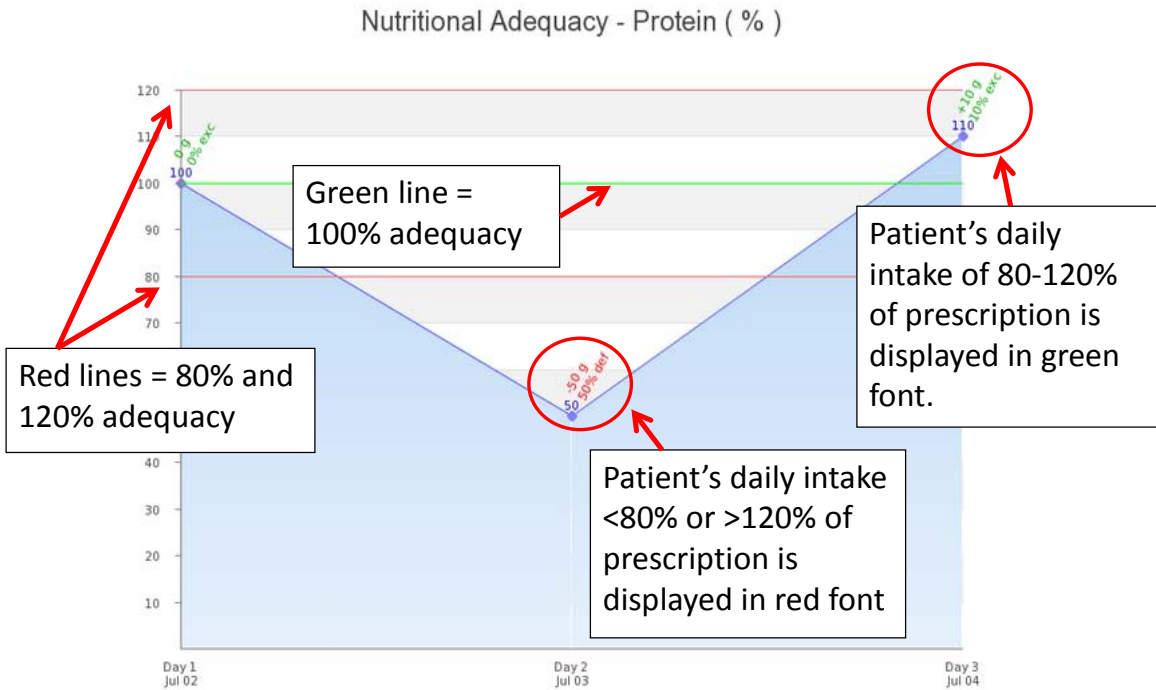 Nutritional Adequacy - Protein ( % )
120
110
100
90
80
70
40
30
20
10
0 g
0% exc
100
-50 g
50% def
50
+10 g
10% exc
110
Green line =
100% adequacy
Red lines = 80% and
120% adequacy
Patient’s daily
intake of 80-120%
of prescription is
displayed in green
font.
Patient’s daily intake
<80% or >120% of
prescription is
displayed in red font
Day 1
Jul 02
Day 2
Jul 03
Day 3
Jul 04